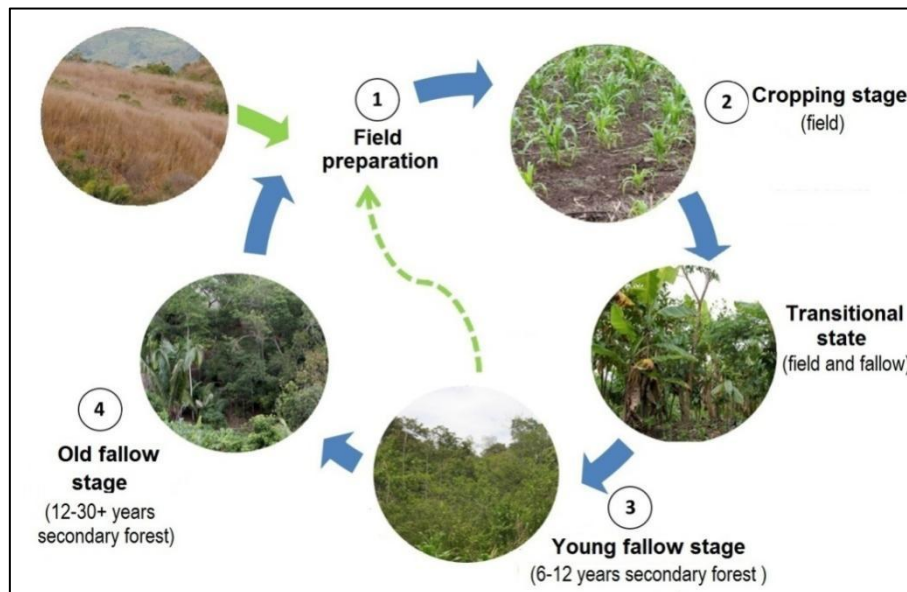 1
Field
preparation
2
Cropping stage
(field)
Transitional
state
(field and fallow)
3
Young fallow stage
(6-12 years secondary forest )
4
Old fallow
stage
(12-30+ years
secondary forest)